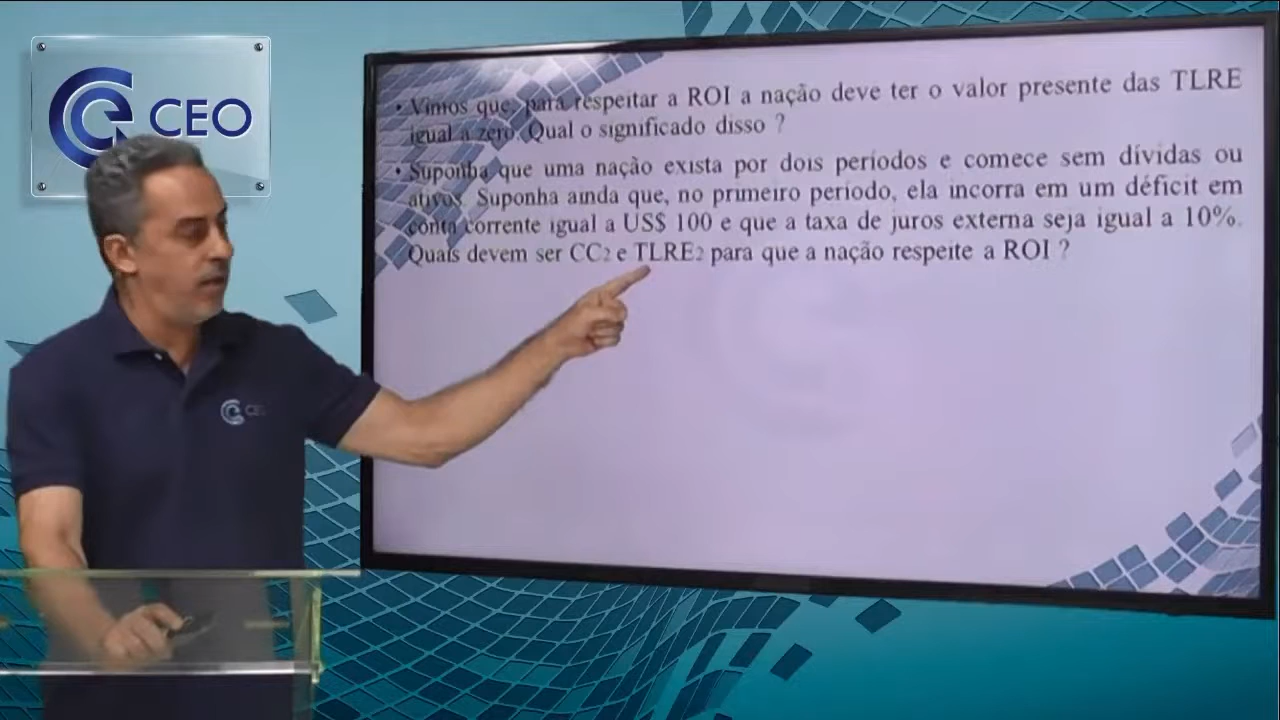 CEO
• Vimos que, para respeitar a ROI a nação deve ter o valor presente das TLRE
igual a zero. Qual o significado disso ?
• Suponha que uma nação exista por dois períodos e comece sem dívidas ou
ativos. Suponha ainda que, no primeiro período, ela incorra em um déficit em
conta corrente igual a US$ 100 e que a taxa de juros externa seja igual a 10%.
Quais devem ser CC2 e TLRE2 para que a nação respeite a ROI ?
CEO